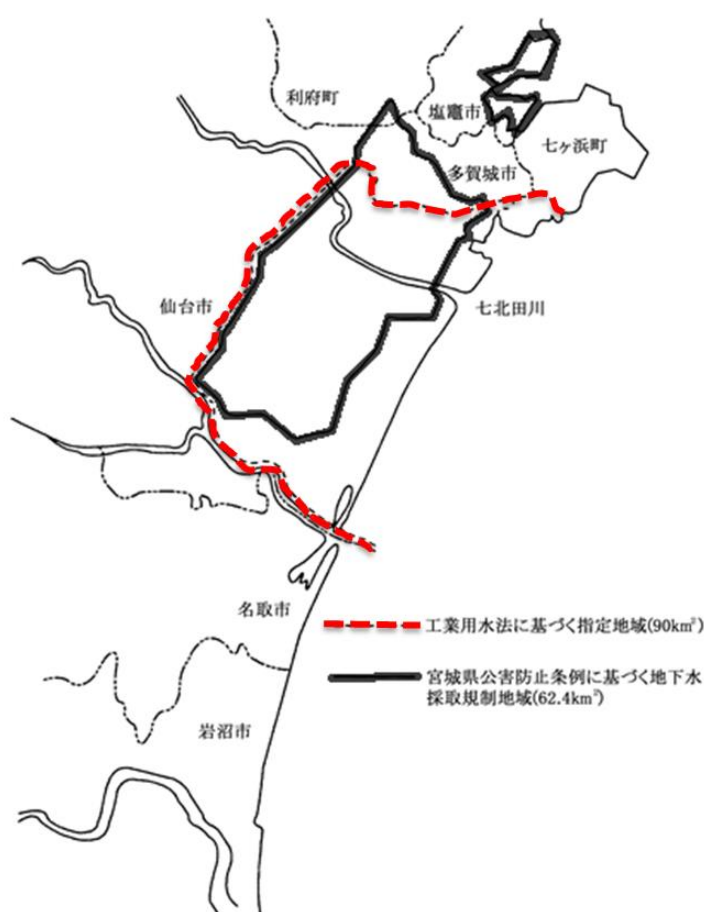 利府町
塩竈市
七ヶ浜町
多賀城市
仙台市
七北田川
名取市
工業用水法に基づく指定地域(90km²)
宮城県公害防止条例に基づく地下水
採取規制地域(62.4km²)
岩沼市